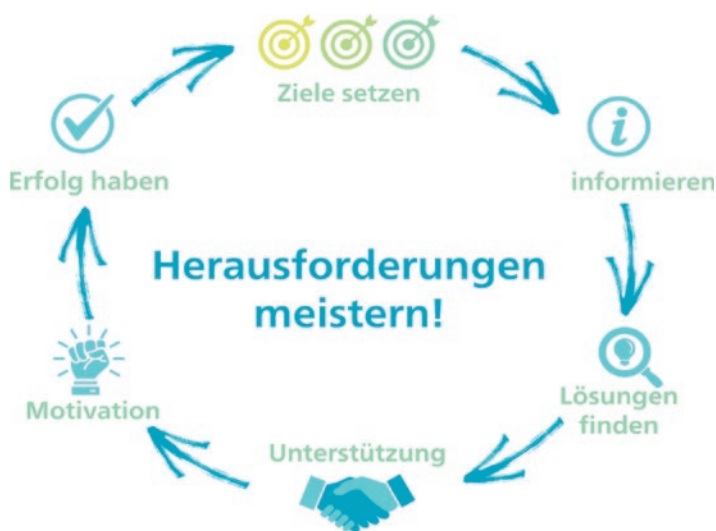 Ziele setzen
informieren
Lösungen
finden
Unterstützung
Motivation
Erfolg haben
Herausforderungen
meistern!